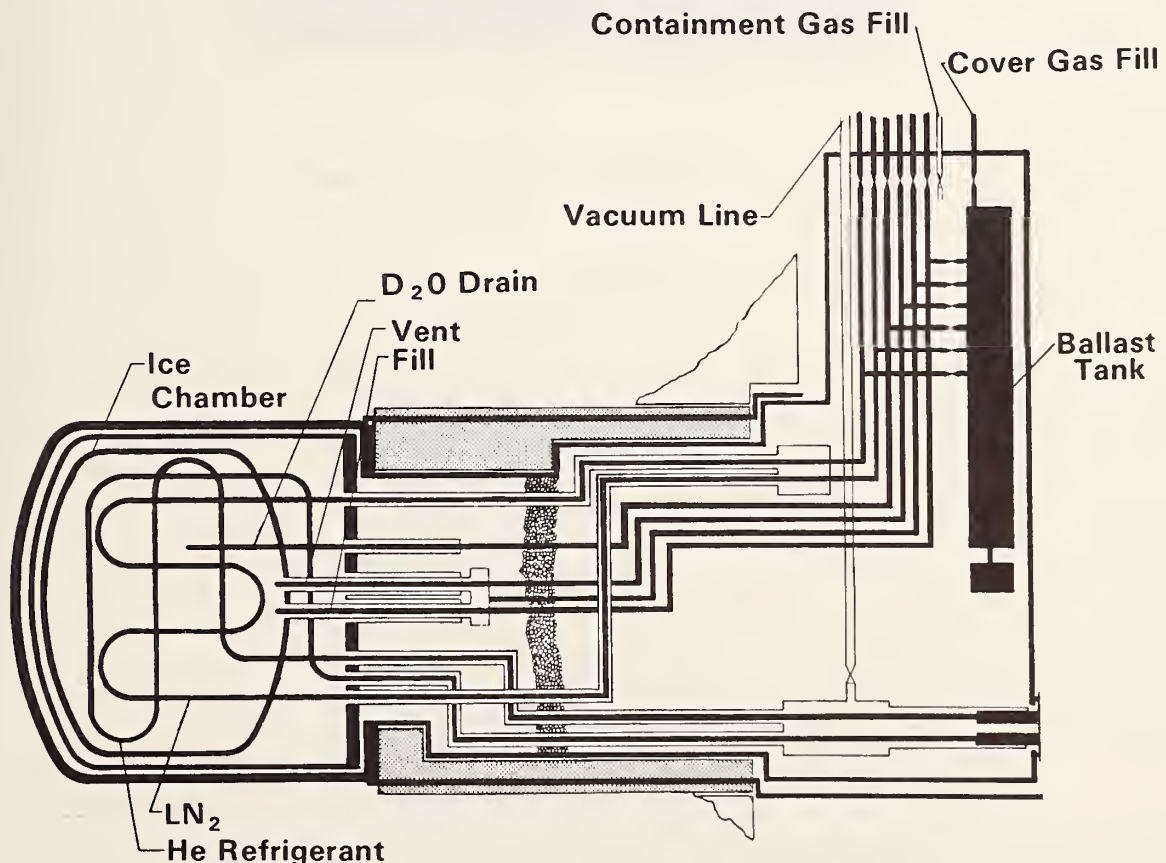 Containment Gas Fill
Cover Gas Fill
Vacuum Line
D₂O Drain
Vent
Fill
Ice
Chamber
Ballast
Tank
LN₂
He Refrigerant